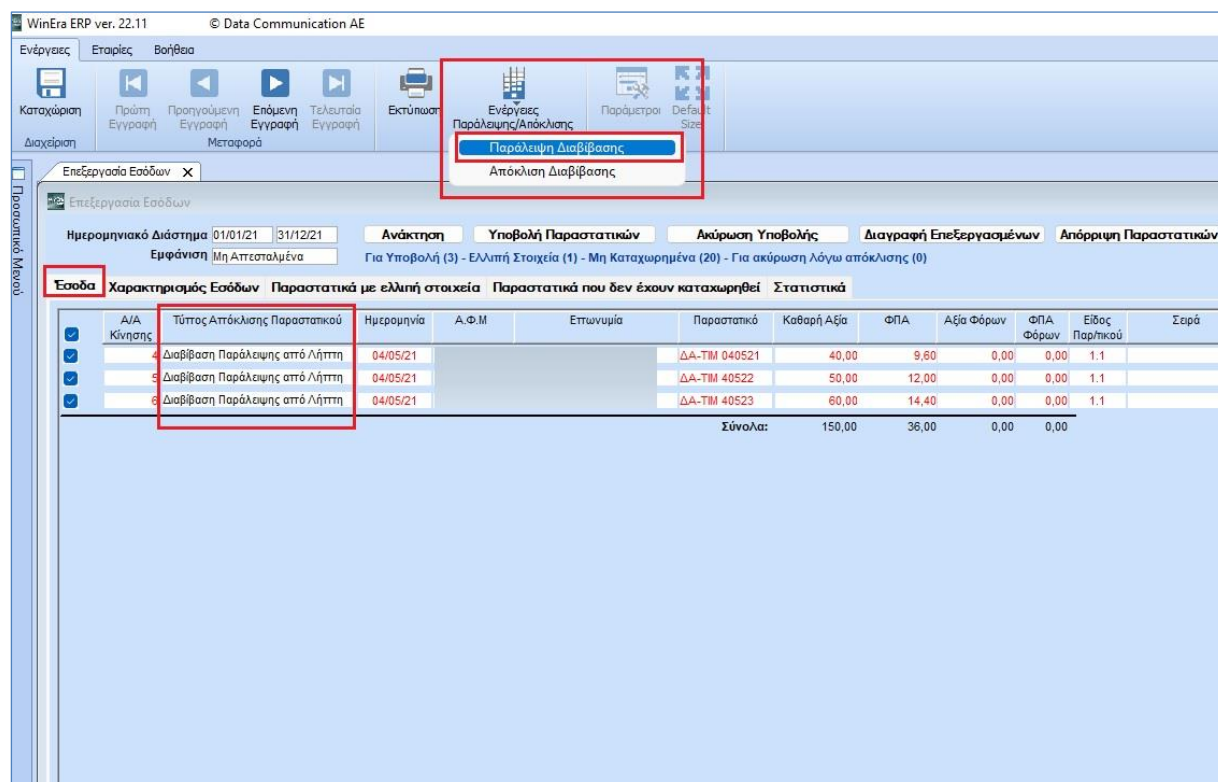 WinEra ERP ver. 22.11 © Data Communication AE
Ενέργειες Εταιρίες Βοήθεια
Καταχώριση Πρώτη Εγγραφή Προηγούμενη Εγγραφή Επόμενη Εγγραφή Τελευταία Εγγραφή Εκτύπωση Ενέργειες Παράλειψης/Απόκλισης Παράμετροι Default Size
Διαχείριση Μεταφορά
Παράλειψη Διαβίβασης
Απόκλιση Διαβίβασης
Προσωπικό Μενού
Επεξεργασία Εσόδων X
Επεξεργασία Εσόδων
Ημερομηνιακό Διάστημα 01/01/21 31/12/21 Ανάκτηση Υποβολή Παραστατικών Ακύρωση Υποβολής Διαγραφή Επεξεργασμένων Απόρριψη Παραστατικών
Εμφάνιση Μη Απεσταλμένα Για Υποβολή (3) - Ελλιπή Στοιχεία (1) - Μη Καταχωρημένα (20) - Για ακύρωση λόγω απόκλισης (0)
Έσοδα Χαρακτηρισμός Εσόδων Παραστατικά με ελλιπή στοιχεία Παραστατικά που δεν έχουν καταχωρηθεί Στατιστικά
Α/Α Κίνησης Τύπος Απόκλισης Παραστατικού Ημερομηνία Α.Φ.Μ Επωνυμία Παραστατικό Καθαρή Αξία ΦΠΑ Αξία Φόρων ΦΠΑ Φόρων Είδος Παρ/τικού Σειρά
4 Διαβίβαση Παράλειψης από Λήπτη 04/05/21 ΔΑ-ΤΙΜ 040521 40,00 9,60 0,00 0,00 1.1
5 Διαβίβαση Παράλειψης από Λήπτη 04/05/21 ΔΑ-ΤΙΜ 40522 50,00 12,00 0,00 0,00 1.1
6 Διαβίβαση Παράλειψης από Λήπτη 04/05/21 ΔΑ-ΤΙΜ 40523 60,00 14,40 0,00 0,00 1.1
Σύνολα: 150,00 36,00 0,00 0,00